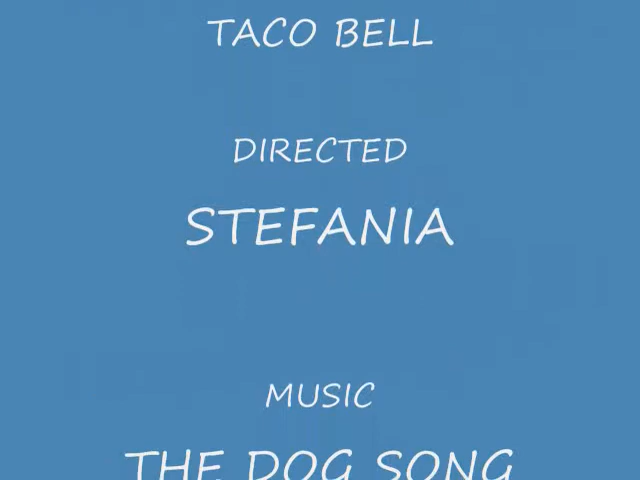 TACO BELL
DIRECTED
STEFANIA
MUSIC
THE DOG SONG